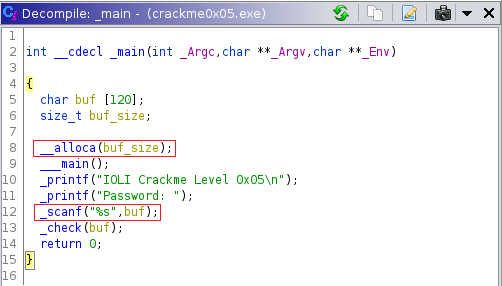 Decompile: _main - (crackme0x05.exe)
1
2 int __cdecl _main(int _Argc,char **_Argv,char **_Env)
3
4 {
5 char buf [120];
6 size_t buf_size;
7
8 __alloca(buf_size);
9 ___main();
10 _printf("IOLI Crackme Level 0x05\n");
11 _printf("Password: ");
12 _scanf("%s",buf);
13 _check(buf);
14 return 0;
15 }
16